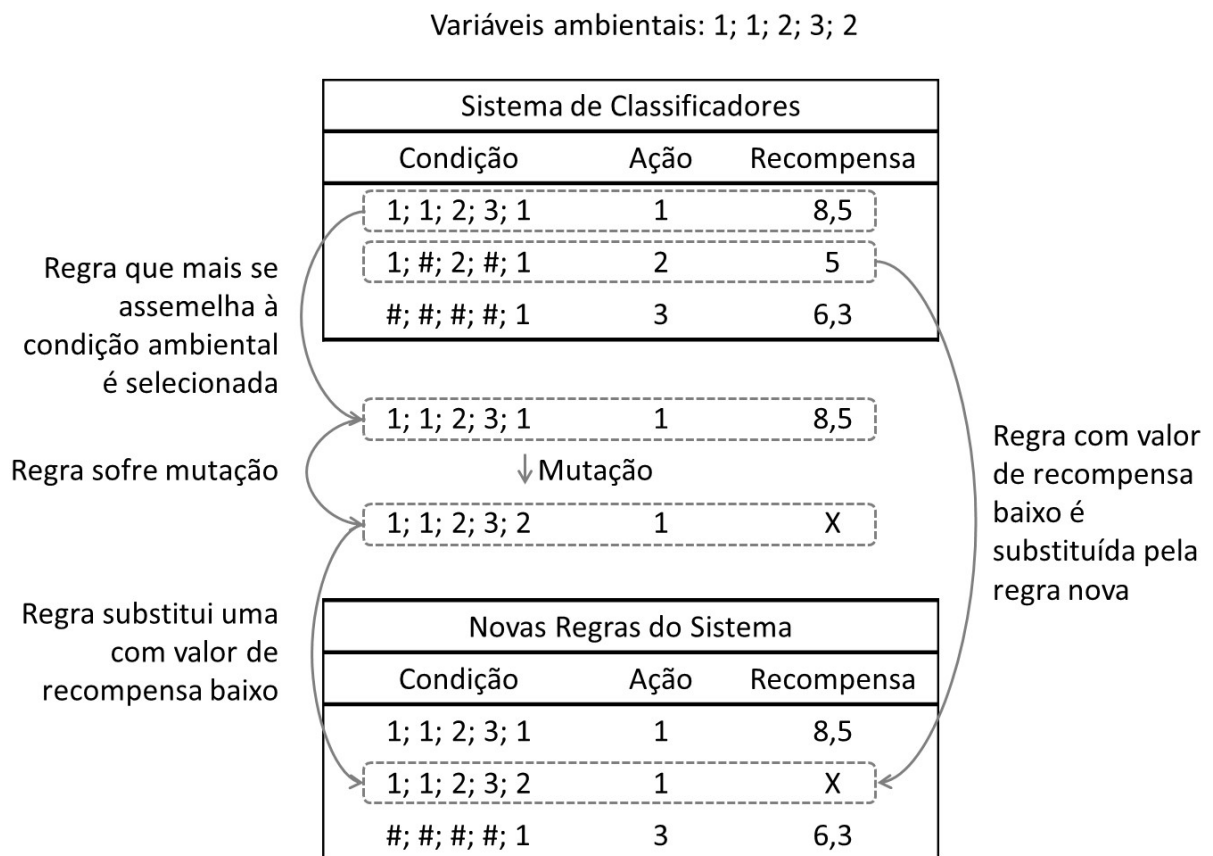 Variáveis ambientais: 1; 1; 2; 3; 2
Sistema de Classificadores
Condição Ação Recompensa
1; 1; 2; 3; 1 1 8,5
1; #; 2; #; 1 2 5
#; #; #; #; 1 3 6,3
Regra que mais se
assemelha à
condição ambiental
é selecionada
1; 1; 2; 3; 1 1 8,5
Regra sofre mutação
Mutação
1; 1; 2; 3; 2 1 X
Regra com valor
de recompensa
baixo é
substituída pela
regra nova
Regra substitui uma
com valor de
recompensa baixo
Novas Regras do Sistema
Condição Ação Recompensa
1; 1; 2; 3; 1 1 8,5
1; 1; 2; 3; 2 1 X
#; #; #; #; 1 3 6,3